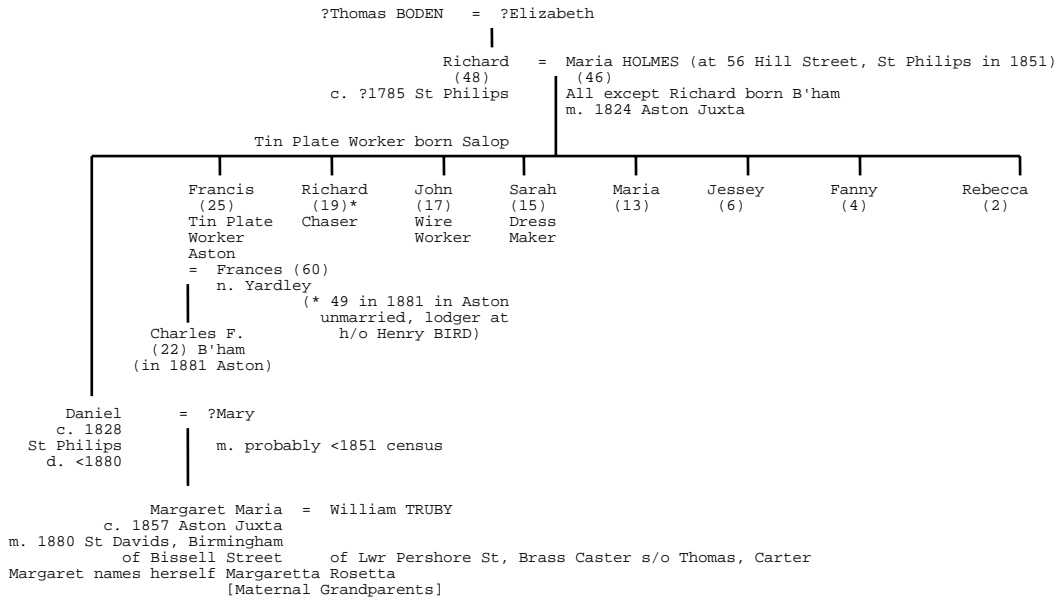 ?Thomas BODEN = ?Elizabeth
Richard = Maria HOLMES (at 56 Hill Street, St Philips in 1851)
(48) (46)
c. ?1785 St Philips All except Richard born B'ham
m. 1824 Aston Juxta
Tin Plate Worker born Salop
Francis Richard John Sarah Maria Jessey Fanny Rebecca
(25) (19)* (17) (15) (13) (6) (4) (2)
Tin Plate Chaser Wire Dress
Worker Worker Maker
Aston
= Frances (60)
n. Yardley
(* 49 in 1881 in Aston
unmarried, lodger at
Charles F. h/o Henry BIRD)
(22) B'ham
(in 1881 Aston)
Daniel = ?Mary
c. 1828
St Philips m. probably <1851 census
d. <1880
Margaret Maria = William TRUBY
c. 1857 Aston Juxta
m. 1880 St Davids, Birmingham
of Bissell Street of Lwr Pershore St, Brass Caster s/o Thomas, Carter
Margaret names herself Margaretta Rosetta
[Maternal Grandparents]